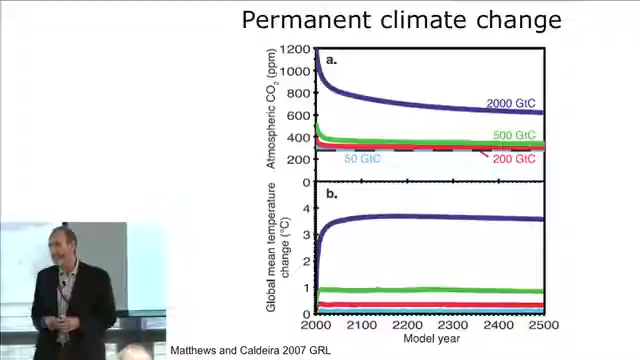 Permanent climate change
Atmospheric CO2 (ppm)
1200
1000
800
600
400
200
0
a.
2000 GtC
500 GtC
50 GtC
200 GtC
Global mean temperature
change (°C)
4
3
2
1
0
b.
5
2000 2100 2200 2300 2400 2500
Model year
Matthews and Caldeira 2007 GRL